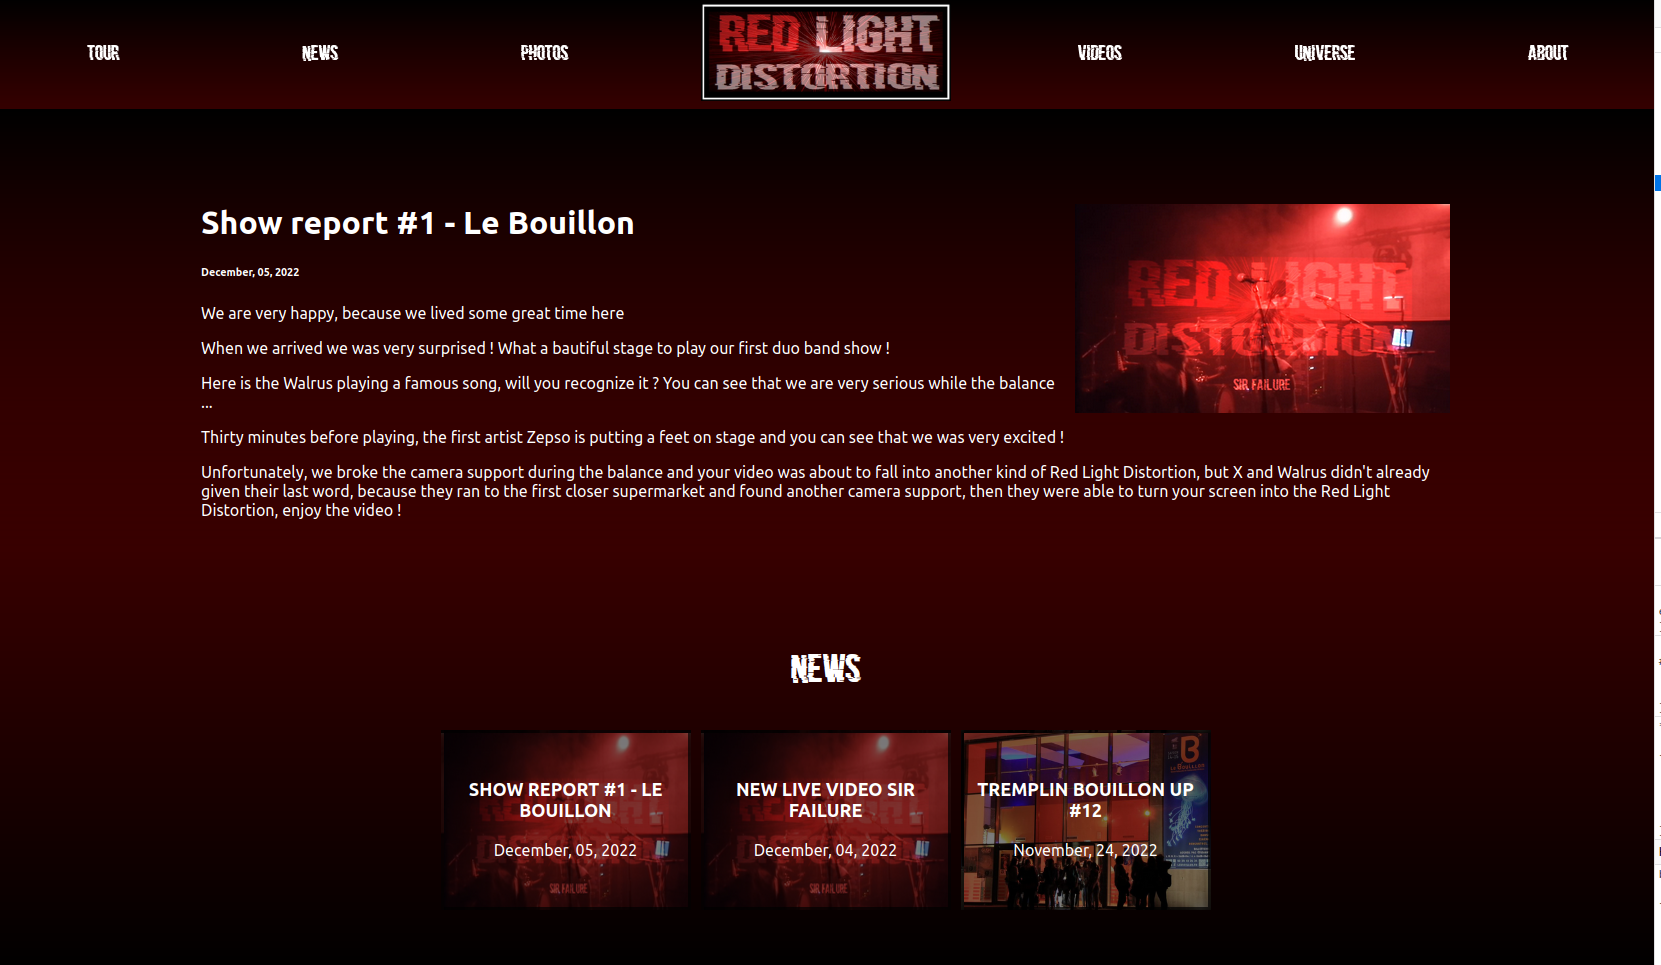 TOUR
NEWS
PHOTOS
RED LIGHT
DISTORTION
VIDEOS
UNIVERSE
ABOUT
Show report #1 - Le Bouillon
December, 05, 2022
We are very happy, because we lived some great time here
When we arrived we was very surprised ! What a bautiful stage to play our first duo band show !
Here is the Walrus playing a famous song, will you recognize it ? You can see that we are very serious while the balance
...
Thirty minutes before playing, the first artist Zepso is putting a feet on stage and you can see that we was very excited !
Unfortunately, we broke the camera support during the balance and your video was about to fall into another kind of Red Light Distortion, but X and Walrus didn't already
given their last word, because they ran to the first closer supermarket and found another camera support, then they were able to turn your screen into the Red Light
Distortion, enjoy the video !
RED LIGHT
DISTORTION
SIR FAILURE
NEWS
SHOW REPORT #1 - LE
BOUILLON
December, 05, 2022
SIR FAILURE
NEW LIVE VIDEO SIR
FAILURE
December, 04, 2022
SIR FAILURE
TREMPLIN BOUILLON UP
#12
November, 24, 2022
B